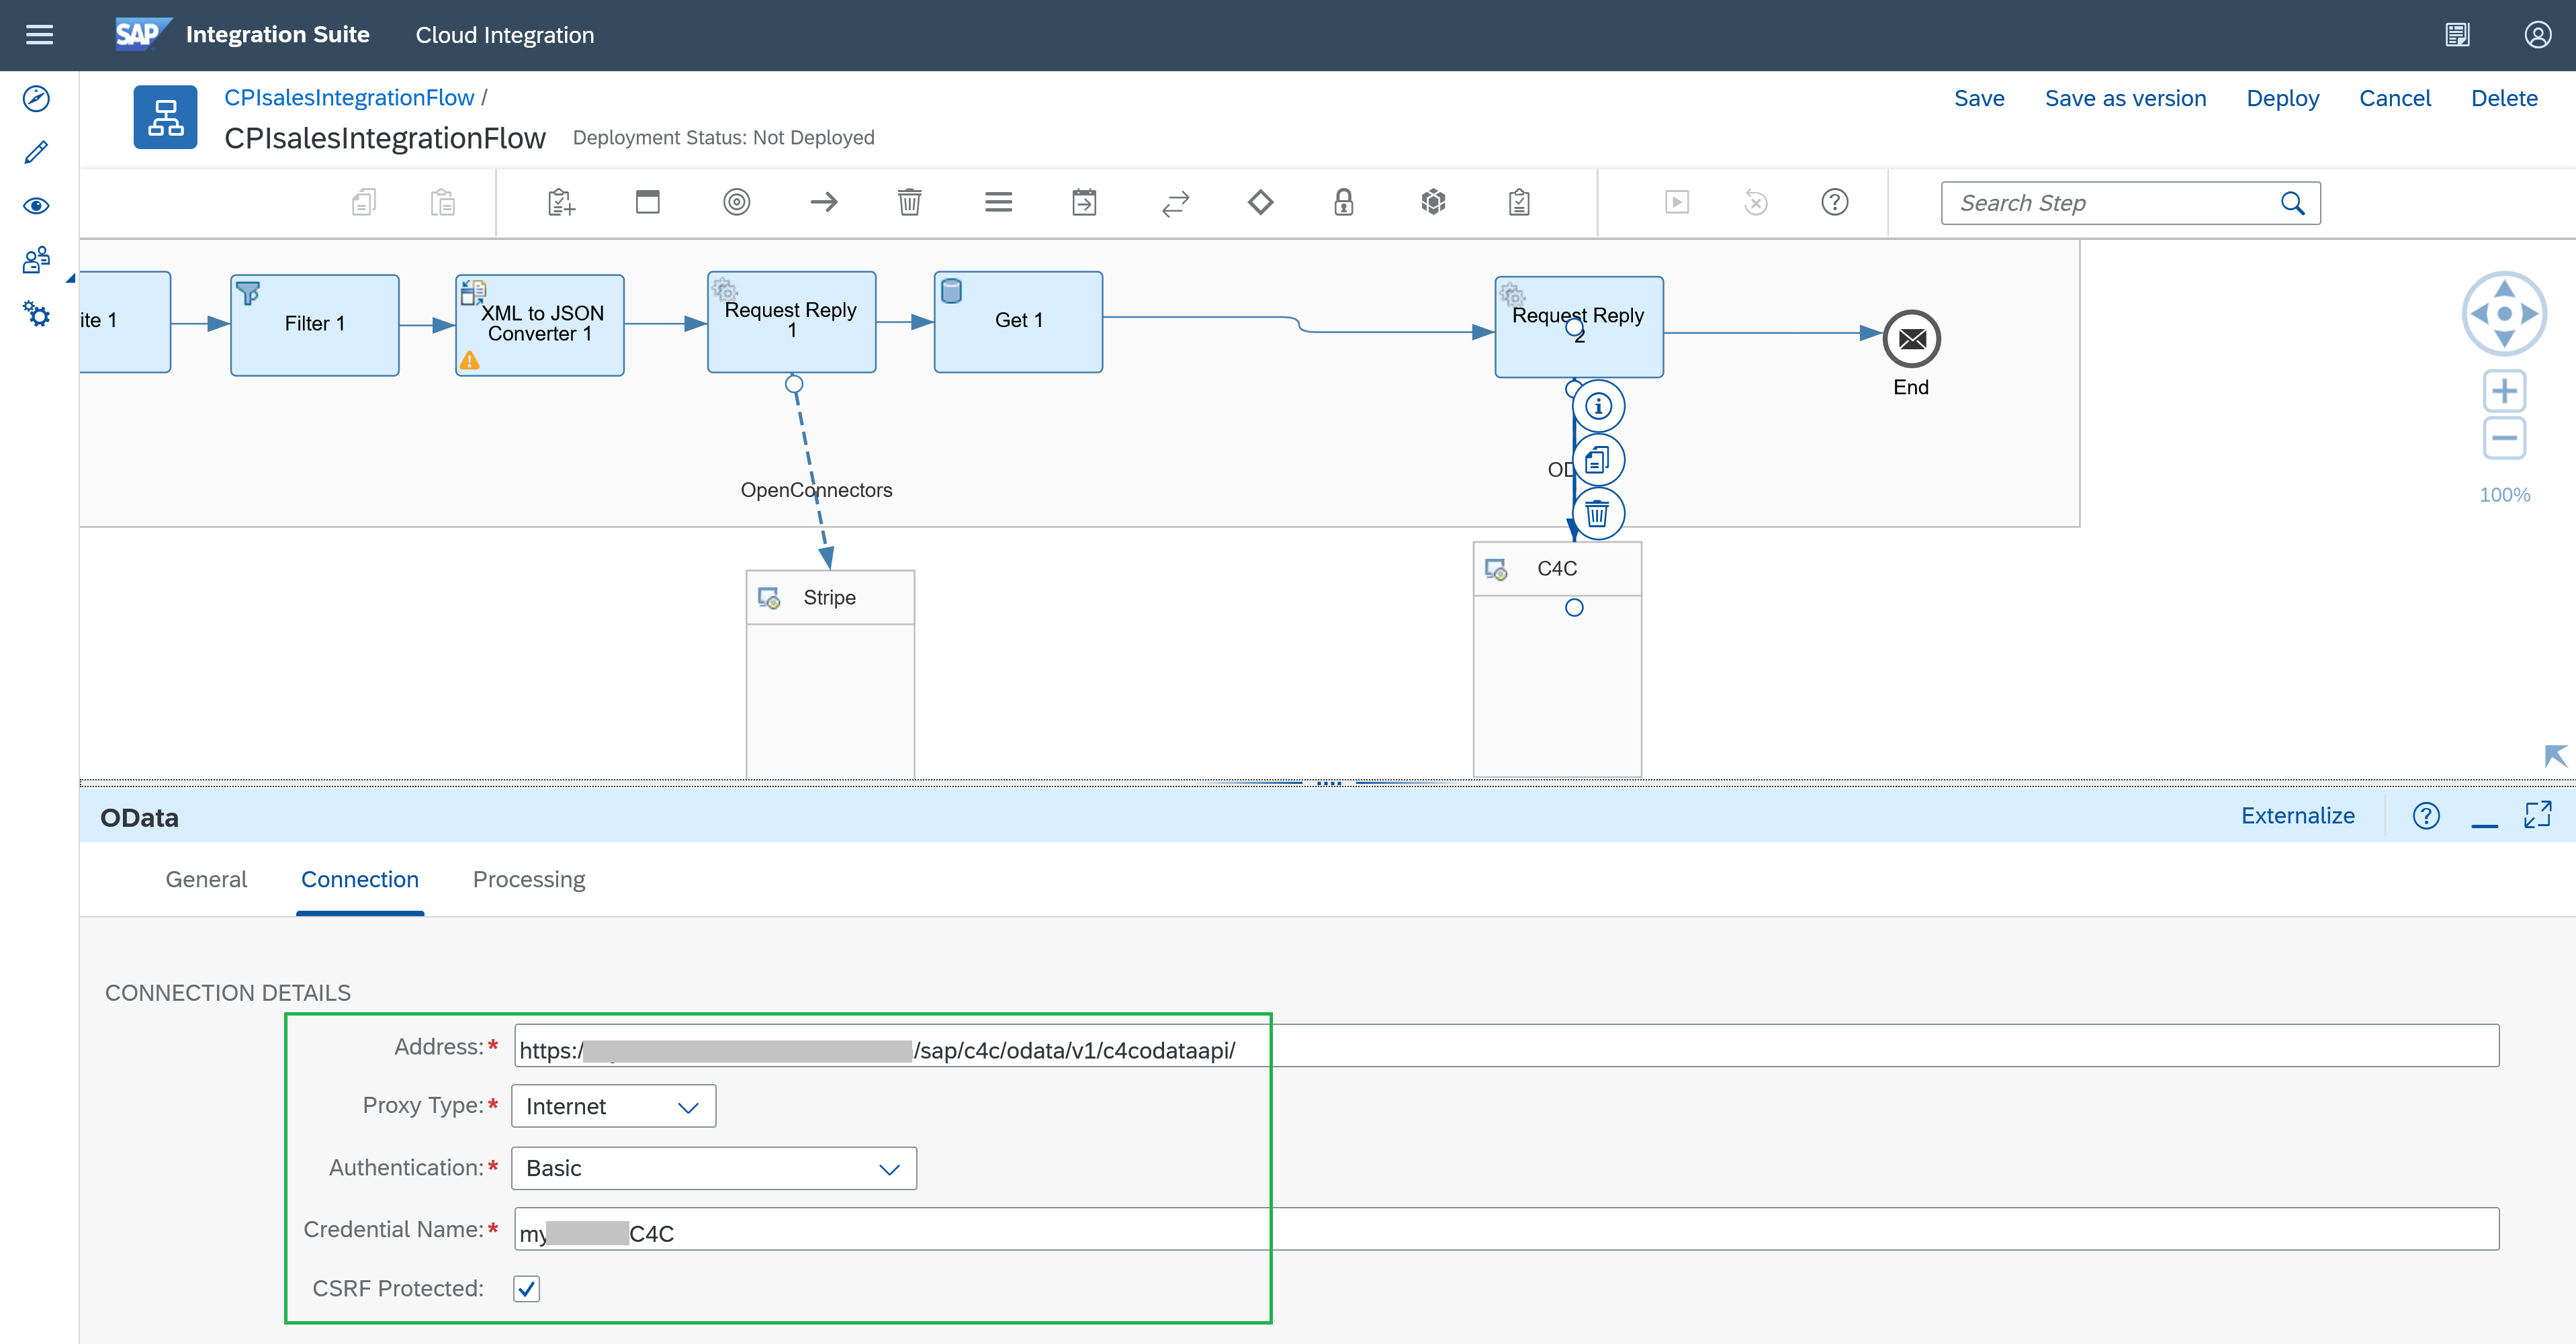 SAP Integration Suite Cloud Integration
CPIsalesIntegrationFlow /
CPIsalesIntegrationFlow Deployment Status: Not Deployed
Save Save as version Deploy Cancel Delete
Search Step
ite 1
Filter 1
XML to JSON
Converter 1
Request Reply
1
Get 1
Request Reply
2
End
OpenConnectors
OD
Stripe
C4C
100%
OData
Externalize
General Connection Processing
CONNECTION DETAILS
Address:* https:/ /sap/c4c/odata/v1/c4codataapi/
Proxy Type:* Internet
Authentication:* Basic
Credential Name:* my C4C
CSRF Protected: